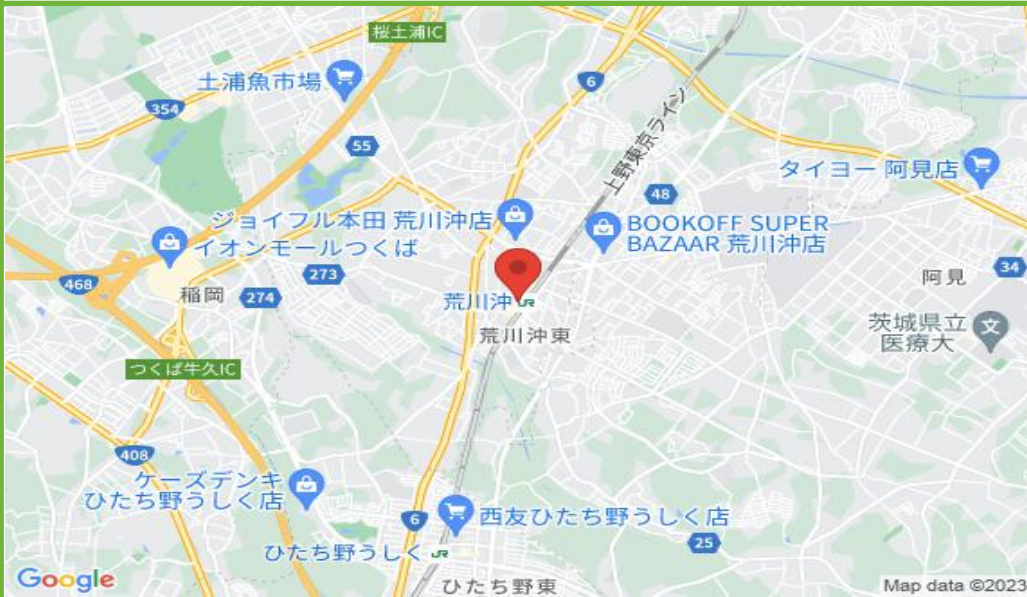 桜土浦IC
土浦魚市場
6
354
55
上野東京ライン
タイヨー 阿見店
48
ジョイフル本田 荒川沖店
BOOKOFF SUPER
BAZAAR 荒川沖店
イオンモールつくば
273
468
稲岡
274
荒川沖 JR
阿見
34
荒川沖東
茨城県立
医療大
文
つくば牛久IC
408
ケーズデンキ
ひたち野うしく店
6
西友ひたち野うしく店
25
ひたち野うしく JR
ひたち野東
Google
Map data ©2023